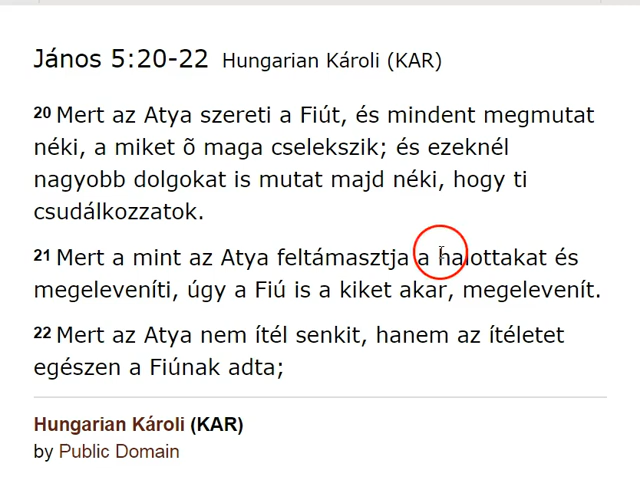 János 5:20-22 Hungarian Károli (KAR)
20 Mert az Atya szereti a Fiút, és mindent megmutat
néki, a miket õ maga cselekszik; és ezeknél
nagyobb dolgokat is mutat majd néki, hogy ti
csudálkozzatok.
21 Mert a mint az Atya feltámasztja a halottakat és
megeleveníti, úgy a Fiú is a kiket akar, megelevenít.
22 Mert az Atya nem ítél senkit, hanem az ítéletet
egészen a Fiúnak adta;
Hungarian Károli (KAR)
by Public Domain